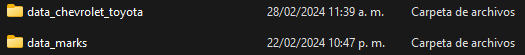 data_chevrolet_toyota 28/02/2024 11:39 a. m. Carpeta de archivos
data_marks 22/02/2024 10:47 p. m. Carpeta de archivos